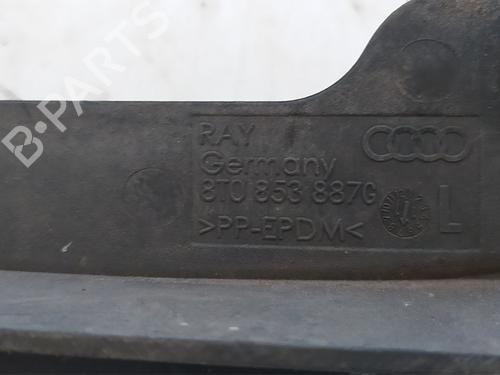 B-PARTS
RAY
Germany
8T0 853 887G
>PP-EPDM<
L